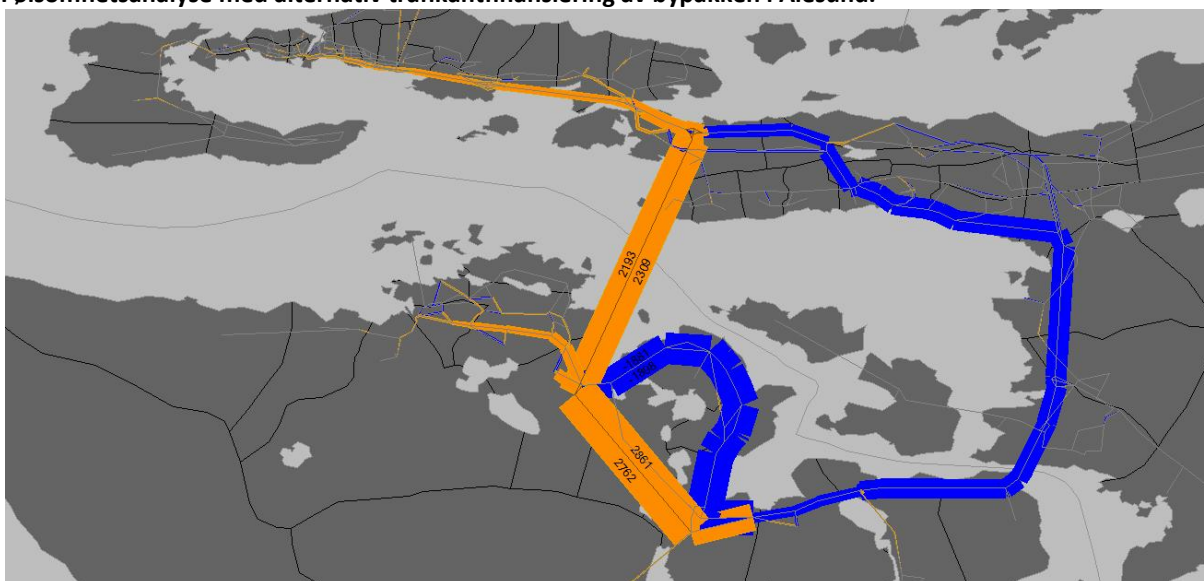 Følsomhetsanalyse med alternativ trafikantfinansiering av bypakken i Ålesund.
2193
2309
2861
2762